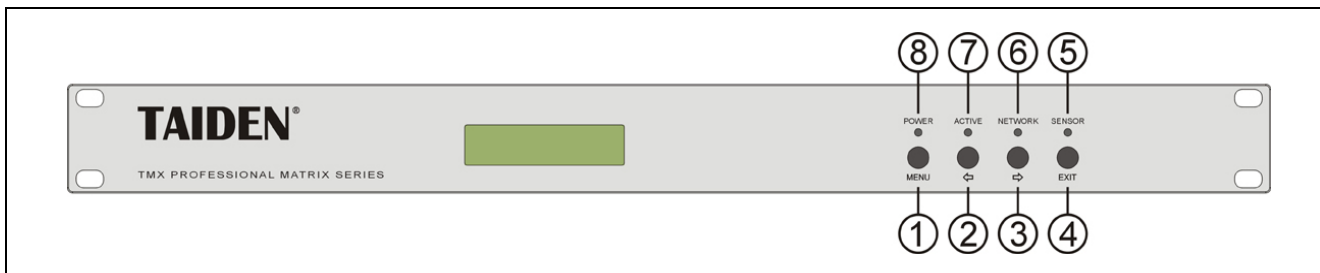 ⑧ ⑦ ⑥ ⑤
TAIDEN®
POWER ACTIVE NETWORK SENSOR
TMX PROFESSIONAL MATRIX SERIES
MENU ⇦ ⇨ EXIT
① ② ③ ④